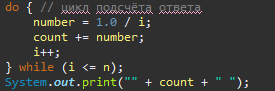 do { // цикл подсчёта ответа
    number = 1.0 / i;
    count += number;
    i++;
} while (i <= n);
System.out.print("" + count + " ");